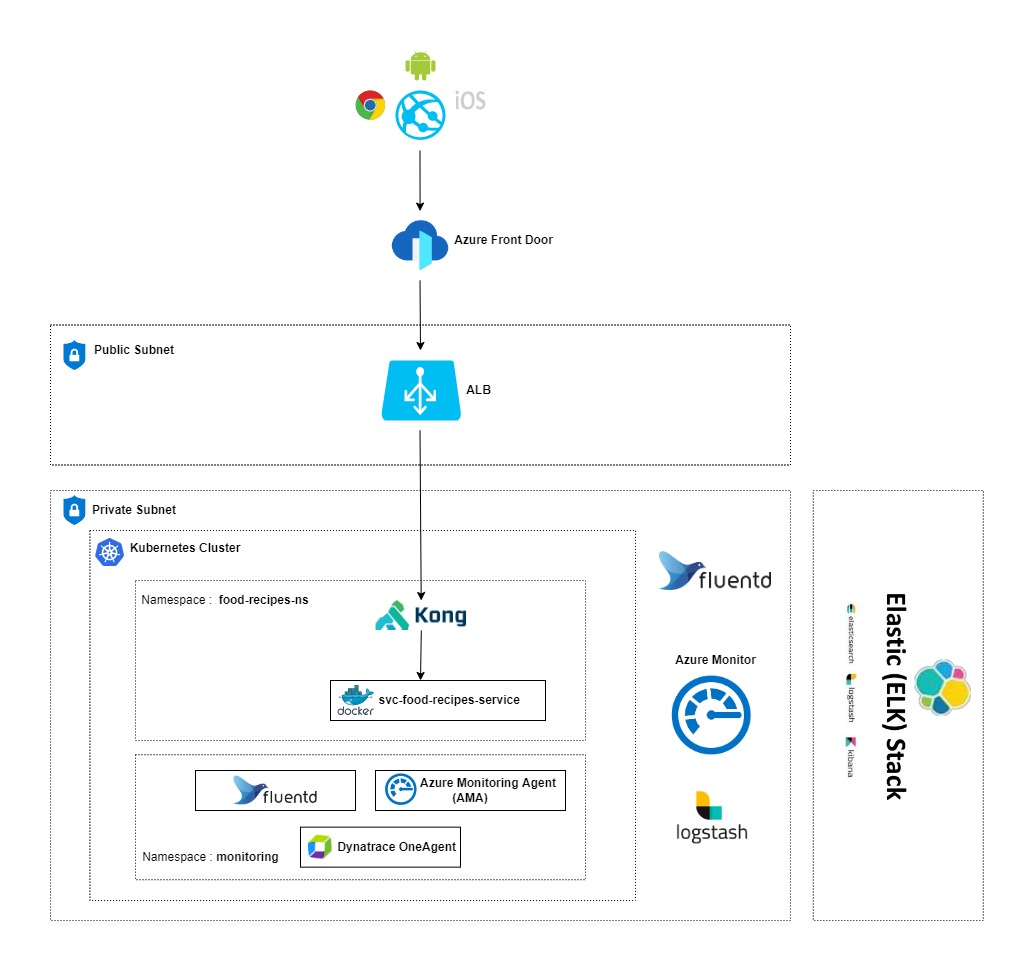 iOS
Azure Front Door
Public Subnet
ALB
Private Subnet
Kubernetes Cluster
Namespace : food-recipes-ns
Kong
docker
svc-food-recipes-service
fluentd
Azure Monitoring Agent
(AMA)
Dynatrace OneAgent
Namespace : monitoring
fluentd
Azure Monitor
logstash
Elastic (ELK) Stack
elasticsearch
logstash
kibana